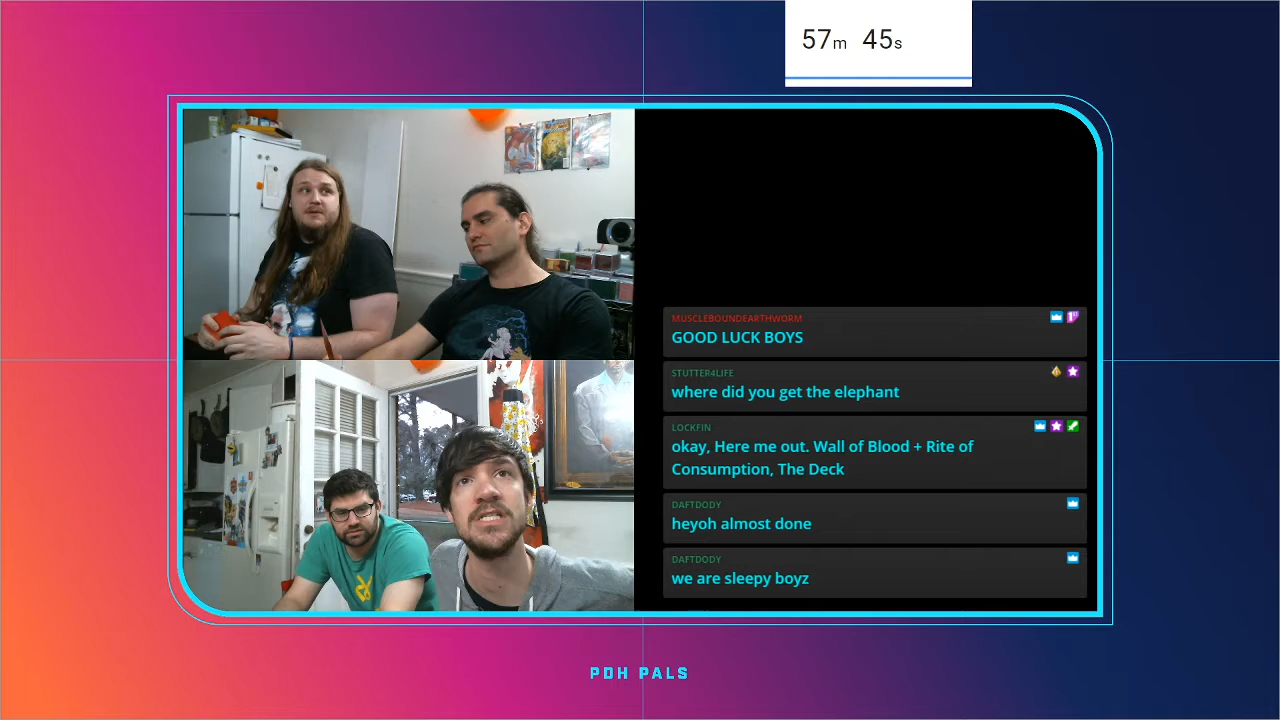 57m 45s
MUSCLEBOUNDEARTHWORM
GOOD LUCK BOYS
STUTTER4LIFE
where did you get the elephant
LOCKFIN
okay, Here me out. Wall of Blood + Rite of
Consumption, The Deck
DAFTDODY
heyoh almost done
DAFTDODY
we are sleepy boyz
PDH PALS